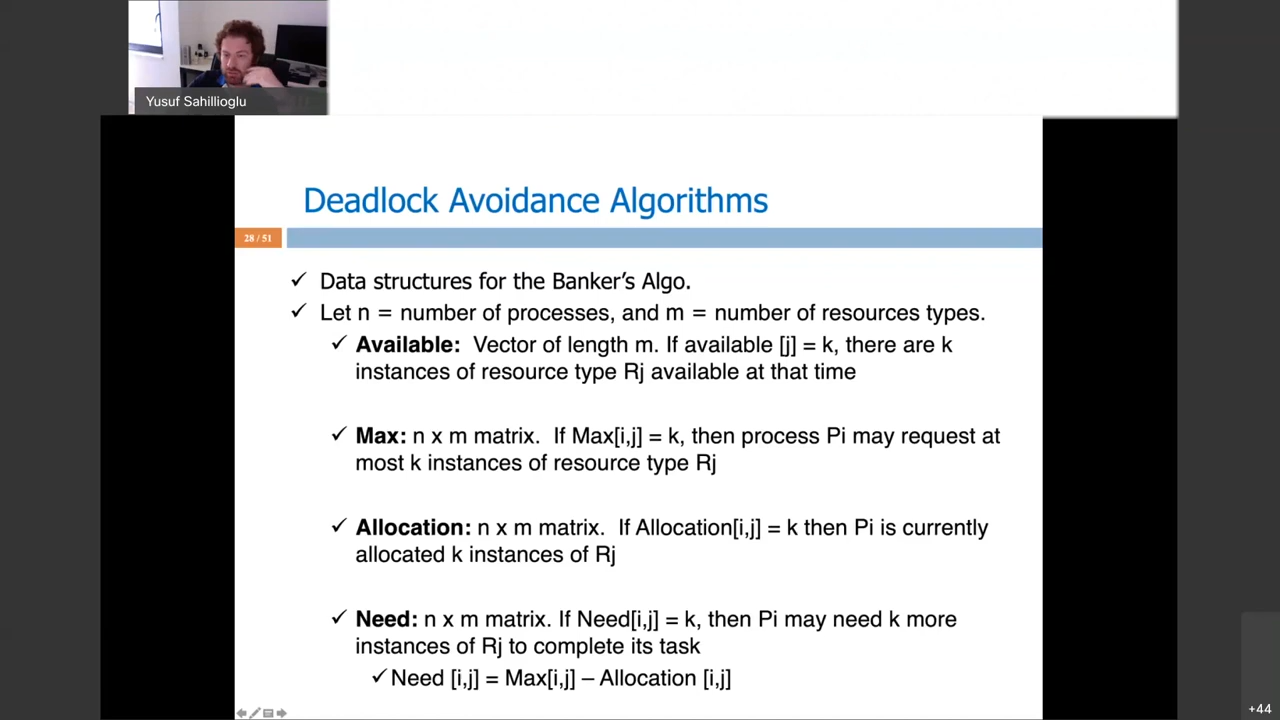 Yusuf Sahillioglu
Deadlock Avoidance Algorithms
28 / 51
✓ Data structures for the Banker's Algo.
✓ Let n = number of processes, and m = number of resources types.
✓ Available: Vector of length m. If available [j] = k, there are k
instances of resource type Rj available at that time
✓ Max: n x m matrix. If Max[i,j] = k, then process Pi may request at
most k instances of resource type Rj
✓ Allocation: n x m matrix. If Allocation[i,j] = k then Pi is currently
allocated k instances of Rj
✓ Need: n x m matrix. If Need[i,j] = k, then Pi may need k more
instances of Rj to complete its task
✓ Need [i,j] = Max[i,j] – Allocation [i,j]
+44